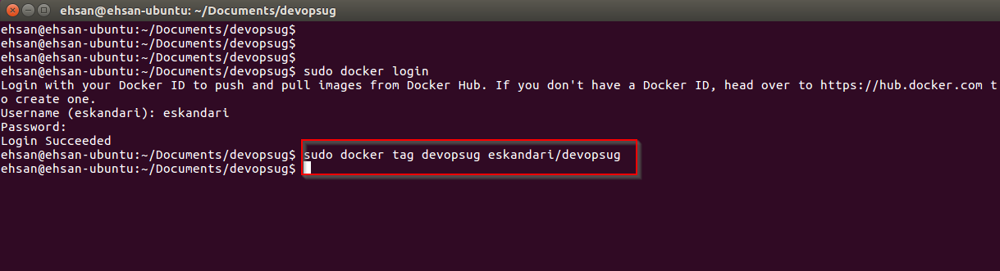 ehsan@ehsan-ubuntu: ~/Documents/devopsug
ehsan@ehsan-ubuntu:~/Documents/devopsug$
ehsan@ehsan-ubuntu:~/Documents/devopsug$
ehsan@ehsan-ubuntu:~/Documents/devopsug$
ehsan@ehsan-ubuntu:~/Documents/devopsug$ sudo docker login
Login with your Docker ID to push and pull images from Docker Hub. If you don't have a Docker ID, head over to https://hub.docker.com t
o create one.
Username (eskandari): eskandari
Password:
Login Succeeded
ehsan@ehsan-ubuntu:~/Documents/devopsug$ sudo docker tag devopsug eskandari/devopsug
ehsan@ehsan-ubuntu:~/Documents/devopsug$